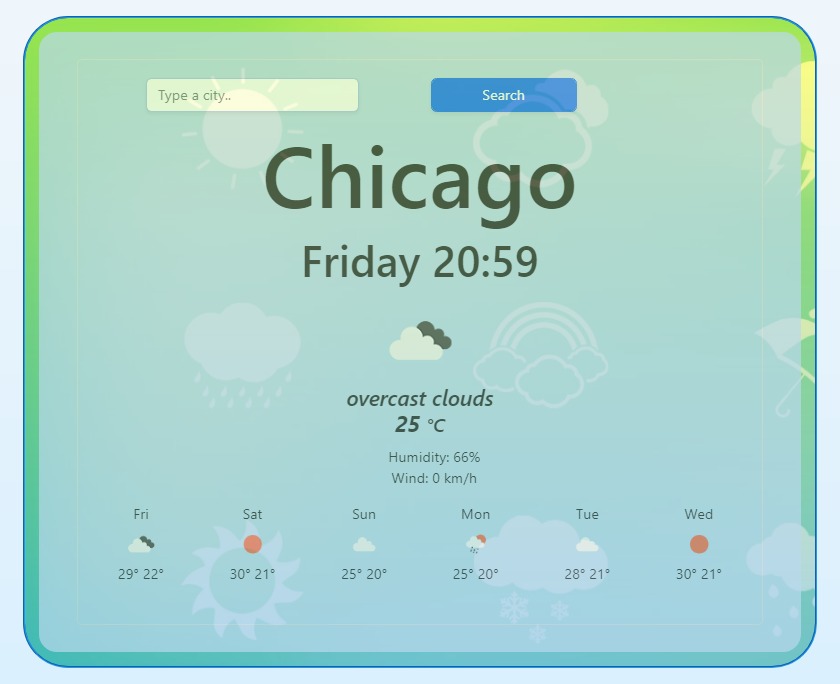 Type a city.. Search
Chicago
Friday 20:59
overcast clouds
25 °C
Humidity: 66%
Wind: 0 km/h
Fri Sat Sun Mon Tue Wed
29° 22° 30° 21° 25° 20° 25° 20° 28° 21° 30° 21°